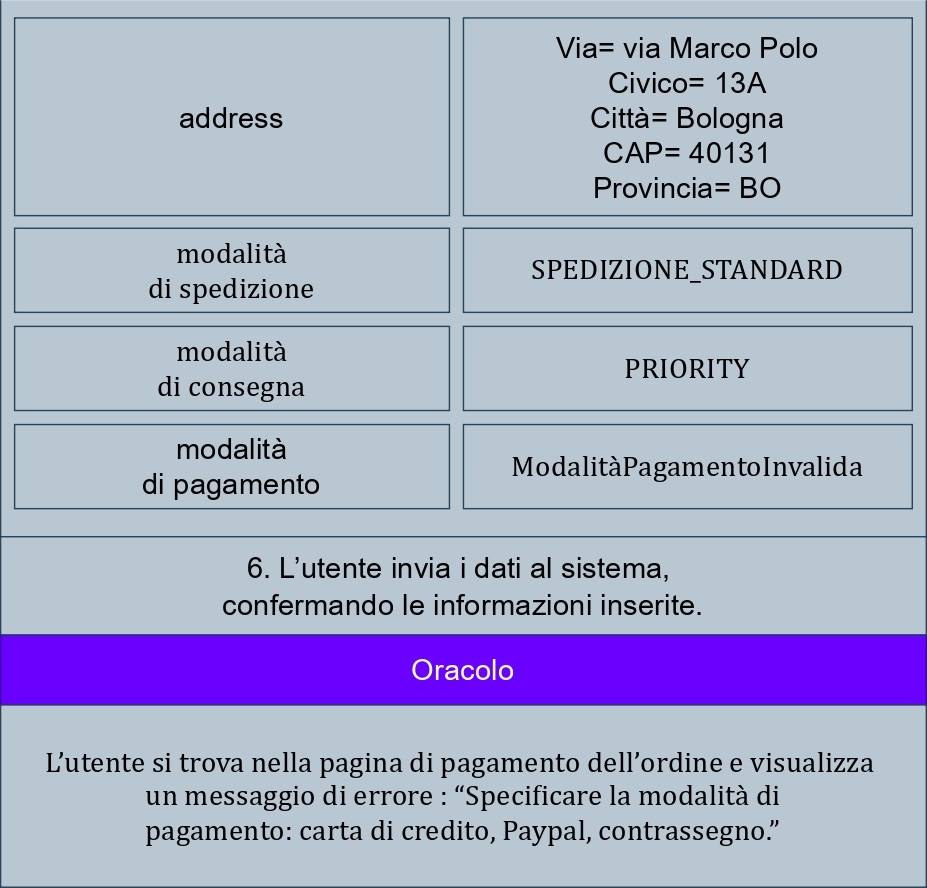 address
Via= via Marco Polo
Civico= 13A
Città= Bologna
CAP= 40131
Provincia= BO
modalità
di spedizione
SPEDIZIONE_STANDARD
modalità
di consegna
PRIORITY
modalità
di pagamento
ModalitàPagamentoInvalida
6. L’utente invia i dati al sistema,
confermando le informazioni inserite.
Oracolo
L’utente si trova nella pagina di pagamento dell’ordine e visualizza
un messaggio di errore : “Specificare la modalità di
pagamento: carta di credito, Paypal, contrassegno.”